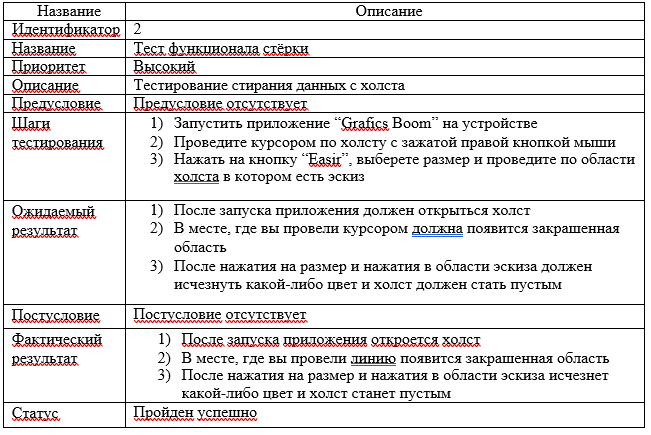 Название Описание
Идентификатор 2
Название Тест функционала стёрки
Приоритет Высокий
Описание Тестирование стирания данных с холста
Предусловие Предусловие отсутствует
Шаги 1) Запустить приложение “Grafics Boom” на устройстве
тестирования 2) Проведите курсором по холсту с зажатой правой кнопкой мыши
3) Нажать на кнопку “Easir”, выберете размер и проведите по области
холста в котором есть эскиз
Ожидаемый 1) После запуска приложения должен открыться холст
результат 2) В месте, где вы провели курсором должна появится закрашенная
область
3) После нажатия на размер и нажатия в области эскиза должен
исчезнуть какой-либо цвет и холст должен стать пустым
Постусловие Постусловие отсутствует
Фактический 1) После запуска приложения откроется холст
результат 2) В месте, где вы провели линию появится закрашенная область
3) После нажатия на размер и нажатия в области эскиза исчезнет
какой-либо цвет и холст станет пустым
Статус Пройден успешно